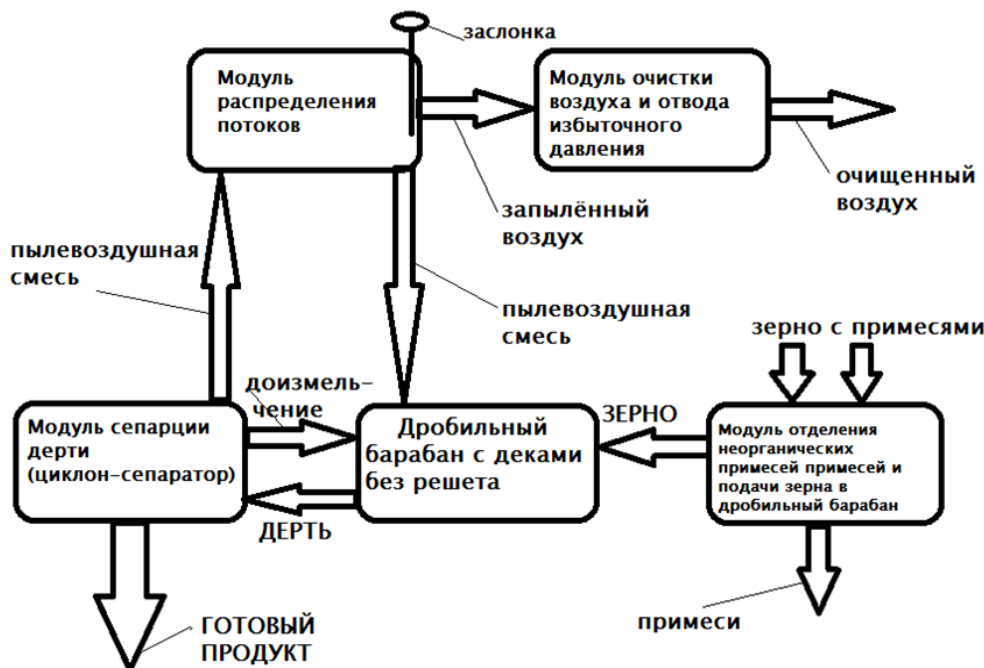 заслонка
Модуль
распределения
потоков
Модуль очистки
воздуха и отвода
избыточного
давления
очищенный
воздух
запылённый
воздух
пылевоздушная
смесь
пылевоздушная
смесь
зерно с примесями
доизмель-
чение
ЗЕРНО
Модуль сепарции
дерти
(циклон-сепаратор)
Дробильный
барабан с деками
без решета
Модуль отделения
неорганических
примесей примесей и
подачи зерна в
дробильный барабан
ДЕРТЬ
примеси
ГОТОВЫЙ
ПРОДУКТ